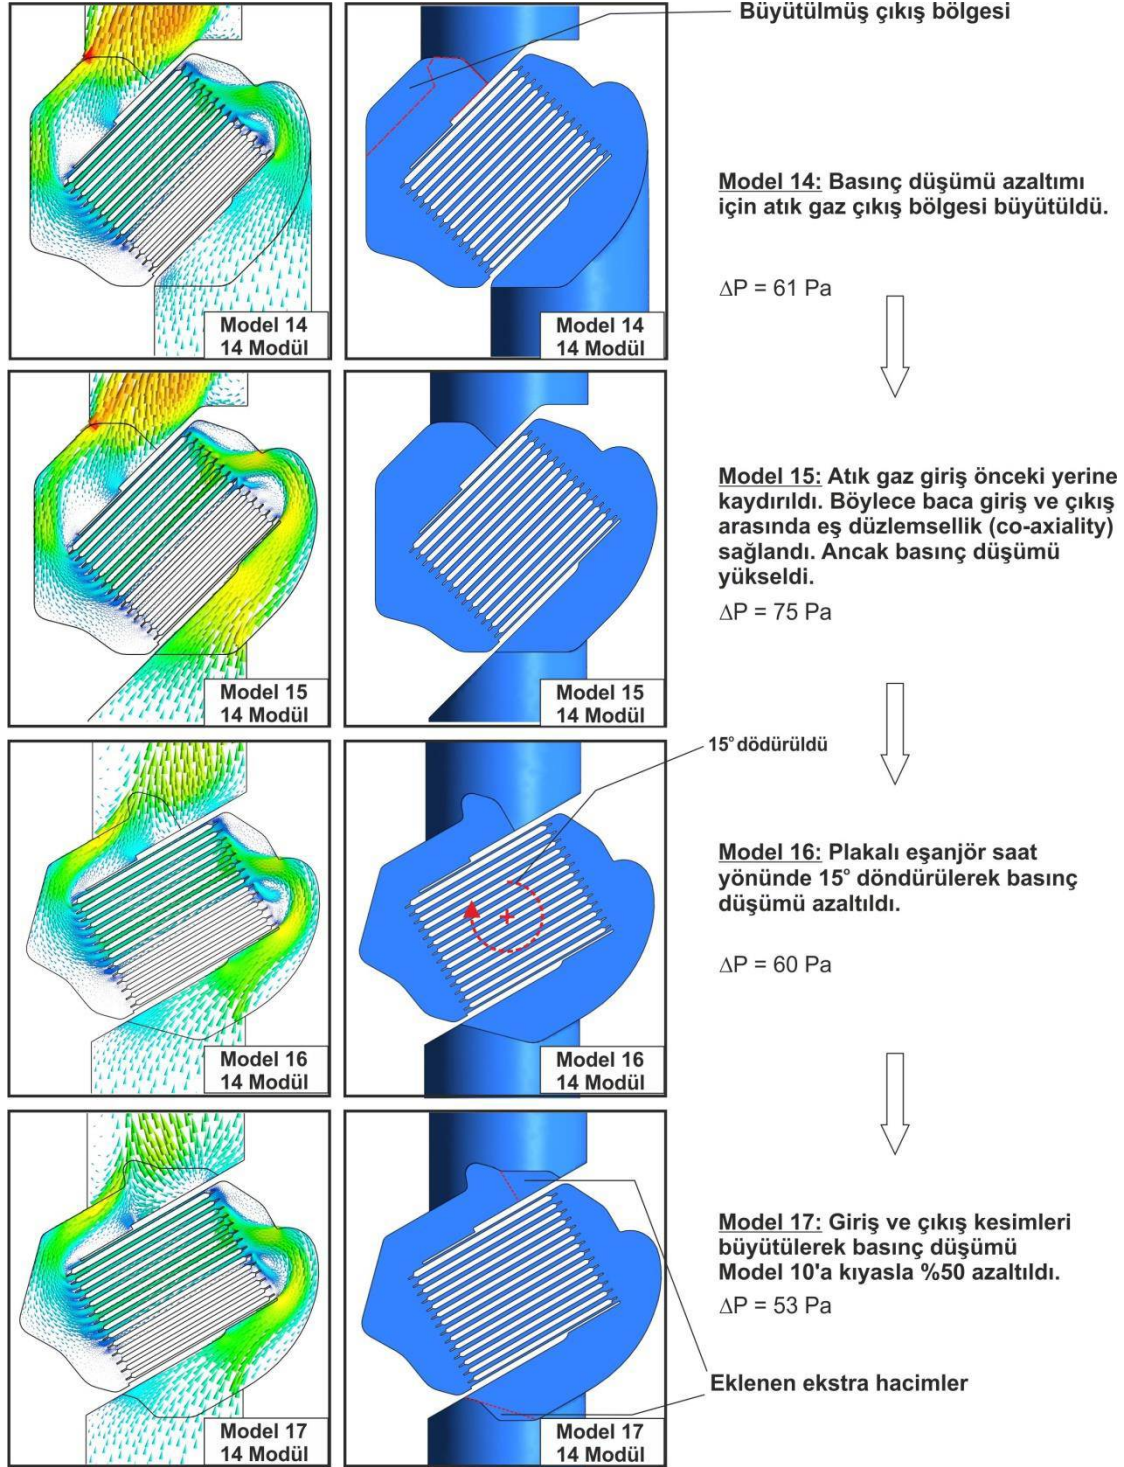 Büyütülmüş çıkış bölgesi
Model 14: Basınç düşümü azaltımı
için atık gaz çıkış bölgesi büyütüldü.
ΔP = 61 Pa
Model 14
14 Modül
Model 14
14 Modül
Model 15: Atık gaz giriş önceki yerine
kaydırıldı. Böylece baca giriş ve çıkış
arasında eş düzlemsellik (co-axiality)
sağlandı. Ancak basınç düşümü
yükseldi.
ΔP = 75 Pa
Model 15
14 Modül
Model 15
14 Modül
15° dödürüldü
Model 16: Plakalı eşanjör saat
yönünde 15° döndürülerek basınç
düşümü azaltıldı.
ΔP = 60 Pa
Model 16
14 Modül
Model 16
14 Modül
Model 17: Giriş ve çıkış kesimleri
büyütülerek basınç düşümü
Model 10'a kıyasla %50 azaltıldı.
ΔP = 53 Pa
Eklenen ekstra hacimler
Model 17
14 Modül
Model 17
14 Modül